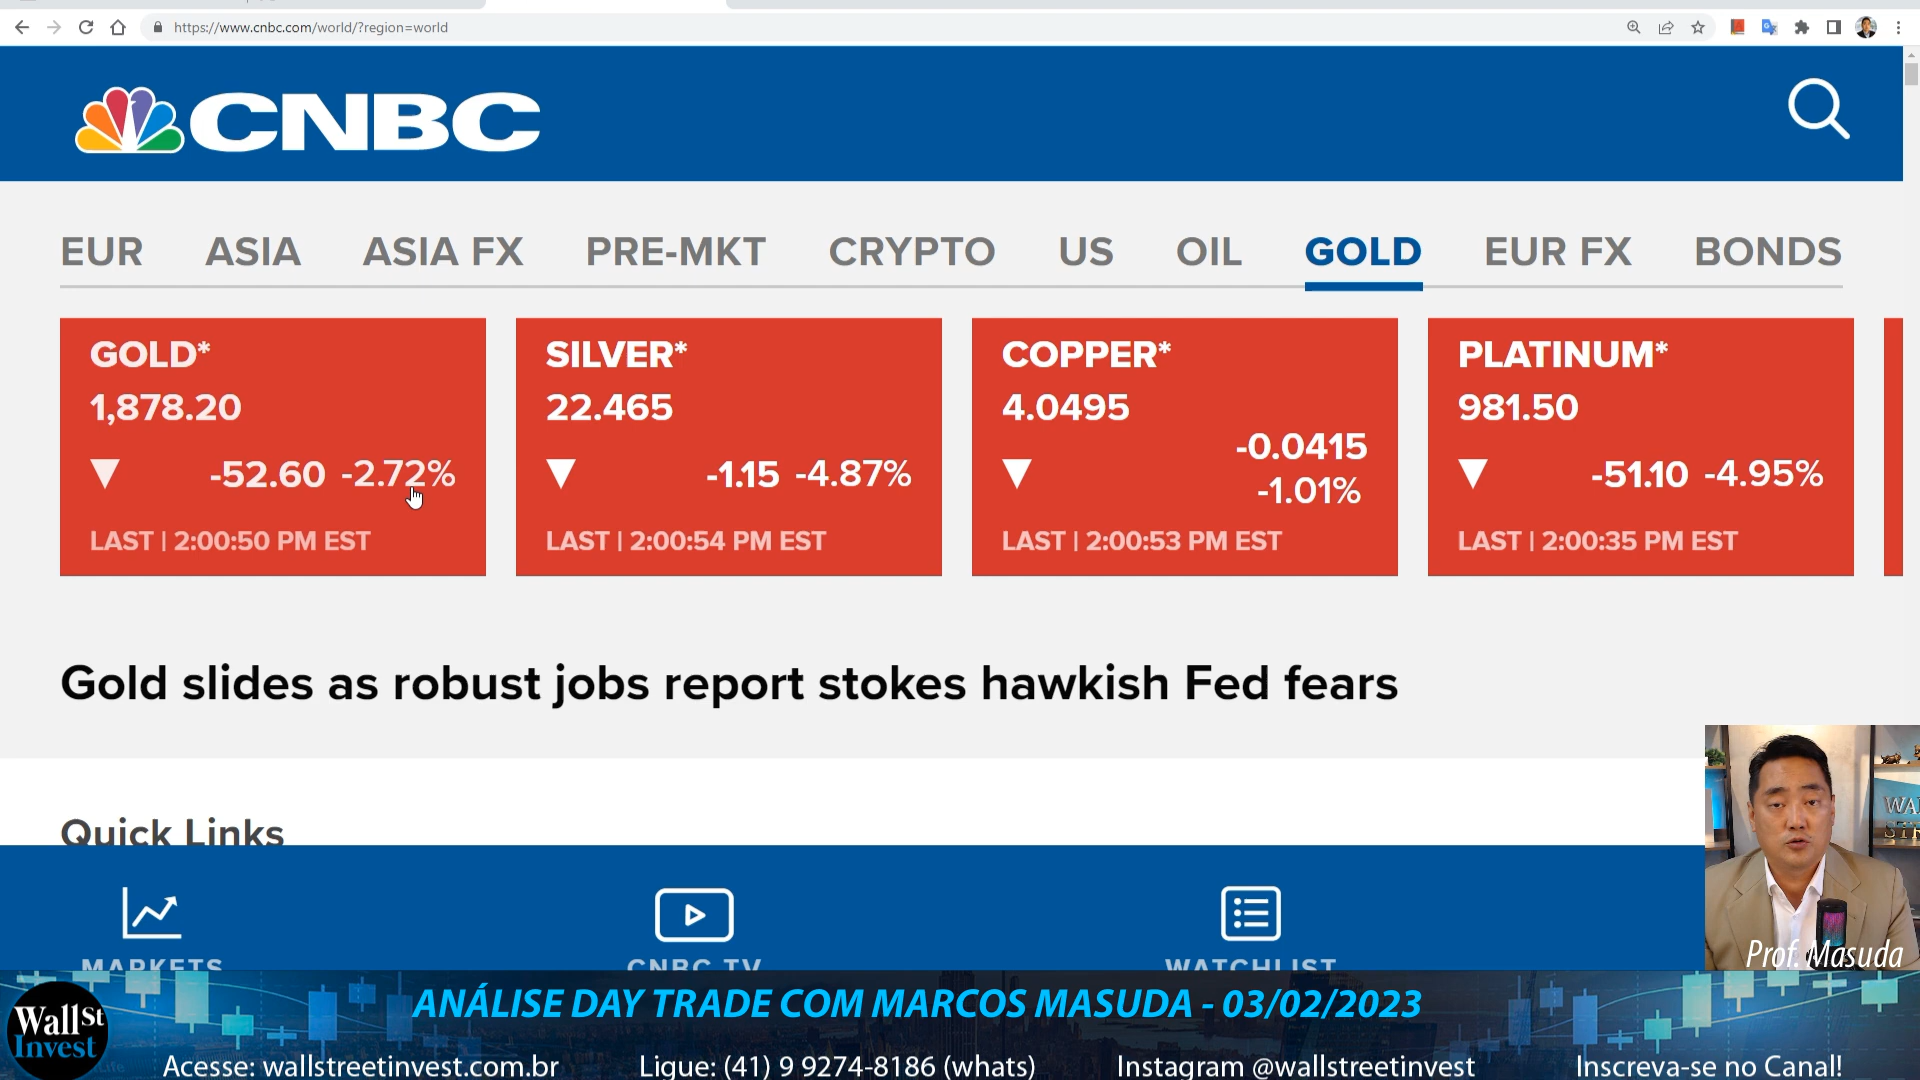 https://www.cnbc.com/world/?region=world
CNBC
EUR ASIA ASIA FX PRE-MKT CRYPTO US OIL GOLD EUR FX BONDS
GOLD*
1,878.20
-52.60 -2.72%
LAST | 2:00:50 PM EST
SILVER*
22.465
-1.15 -4.87%
LAST | 2:00:54 PM EST
COPPER*
4.0495
-0.0415
-1.01%
LAST | 2:00:53 PM EST
PLATINUM*
981.50
-51.10 -4.95%
LAST | 2:00:35 PM EST
Gold slides as robust jobs report stokes hawkish Fed fears
Quick Links
MARKETS CNBC TV WATCHLIST
Prof. Masuda
ANÁLISE DAY TRADE COM MARCOS MASUDA - 03/02/2023
Wall St
Invest
Acesse: wallstreetinvest.com.br Ligue: (41) 9 9274-8186 (whats) Instagram @wallstreetinvest Inscreva-se no Canal!